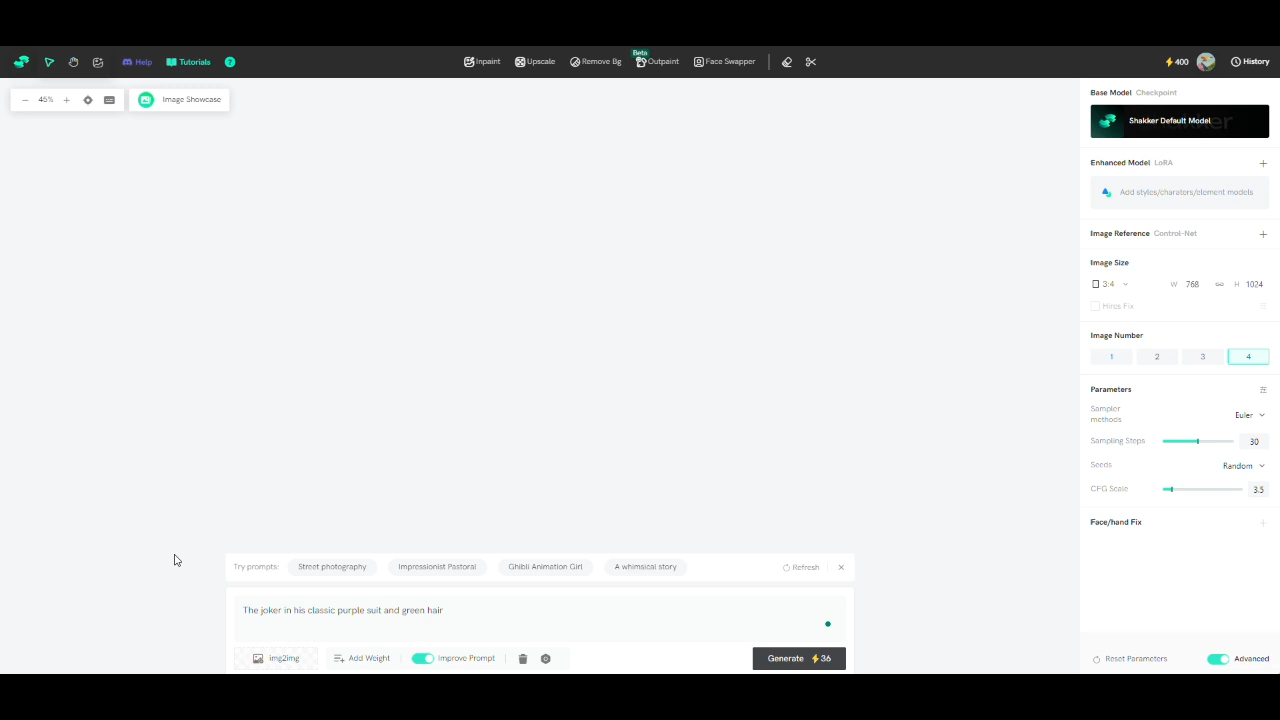 Help
Tutorials
?
Inpaint
Upscale
Remove Bg
Beta
Outpaint
Face Swapper
400
History
45%
Image Showcase
Base Model Checkpoint
Shakker Default Model
Enhanced Model LoRA
Add styles/charaters/element models
Image Reference Control-Net
Image Size
3:4
W 768
H 1024
Hires Fix
Image Number
1 2 3 4
Parameters
Sampler
methods
Euler
Sampling Steps
30
Seeds
Random
CFG Scale
3.5
Face/hand Fix
Try prompts:
Street photography
Impressionist Pastoral
Ghibli Animation Girl
A whimsical story
Refresh
The joker in his classic purple suit and green hair
img2img
Add Weight
Improve Prompt
Generate 36
Reset Parameters
Advanced